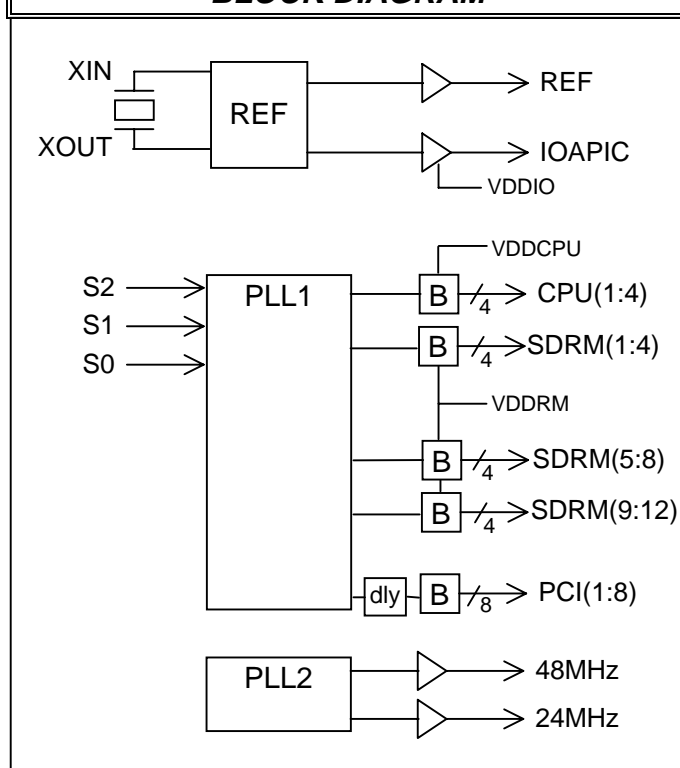 BLOCK DIAGRAM
XIN
XOUT
REF
REF
IOAPIC
VDDIO
S2
S1
S0
PLL1
VDDCPU
B
4
CPU(1:4)
B
4
SDRM(1:4)
VDDRM
B
4
SDRM(5:8)
B
4
SDRM(9:12)
dly
B
8
PCI(1:8)
PLL2
48MHz
24MHz